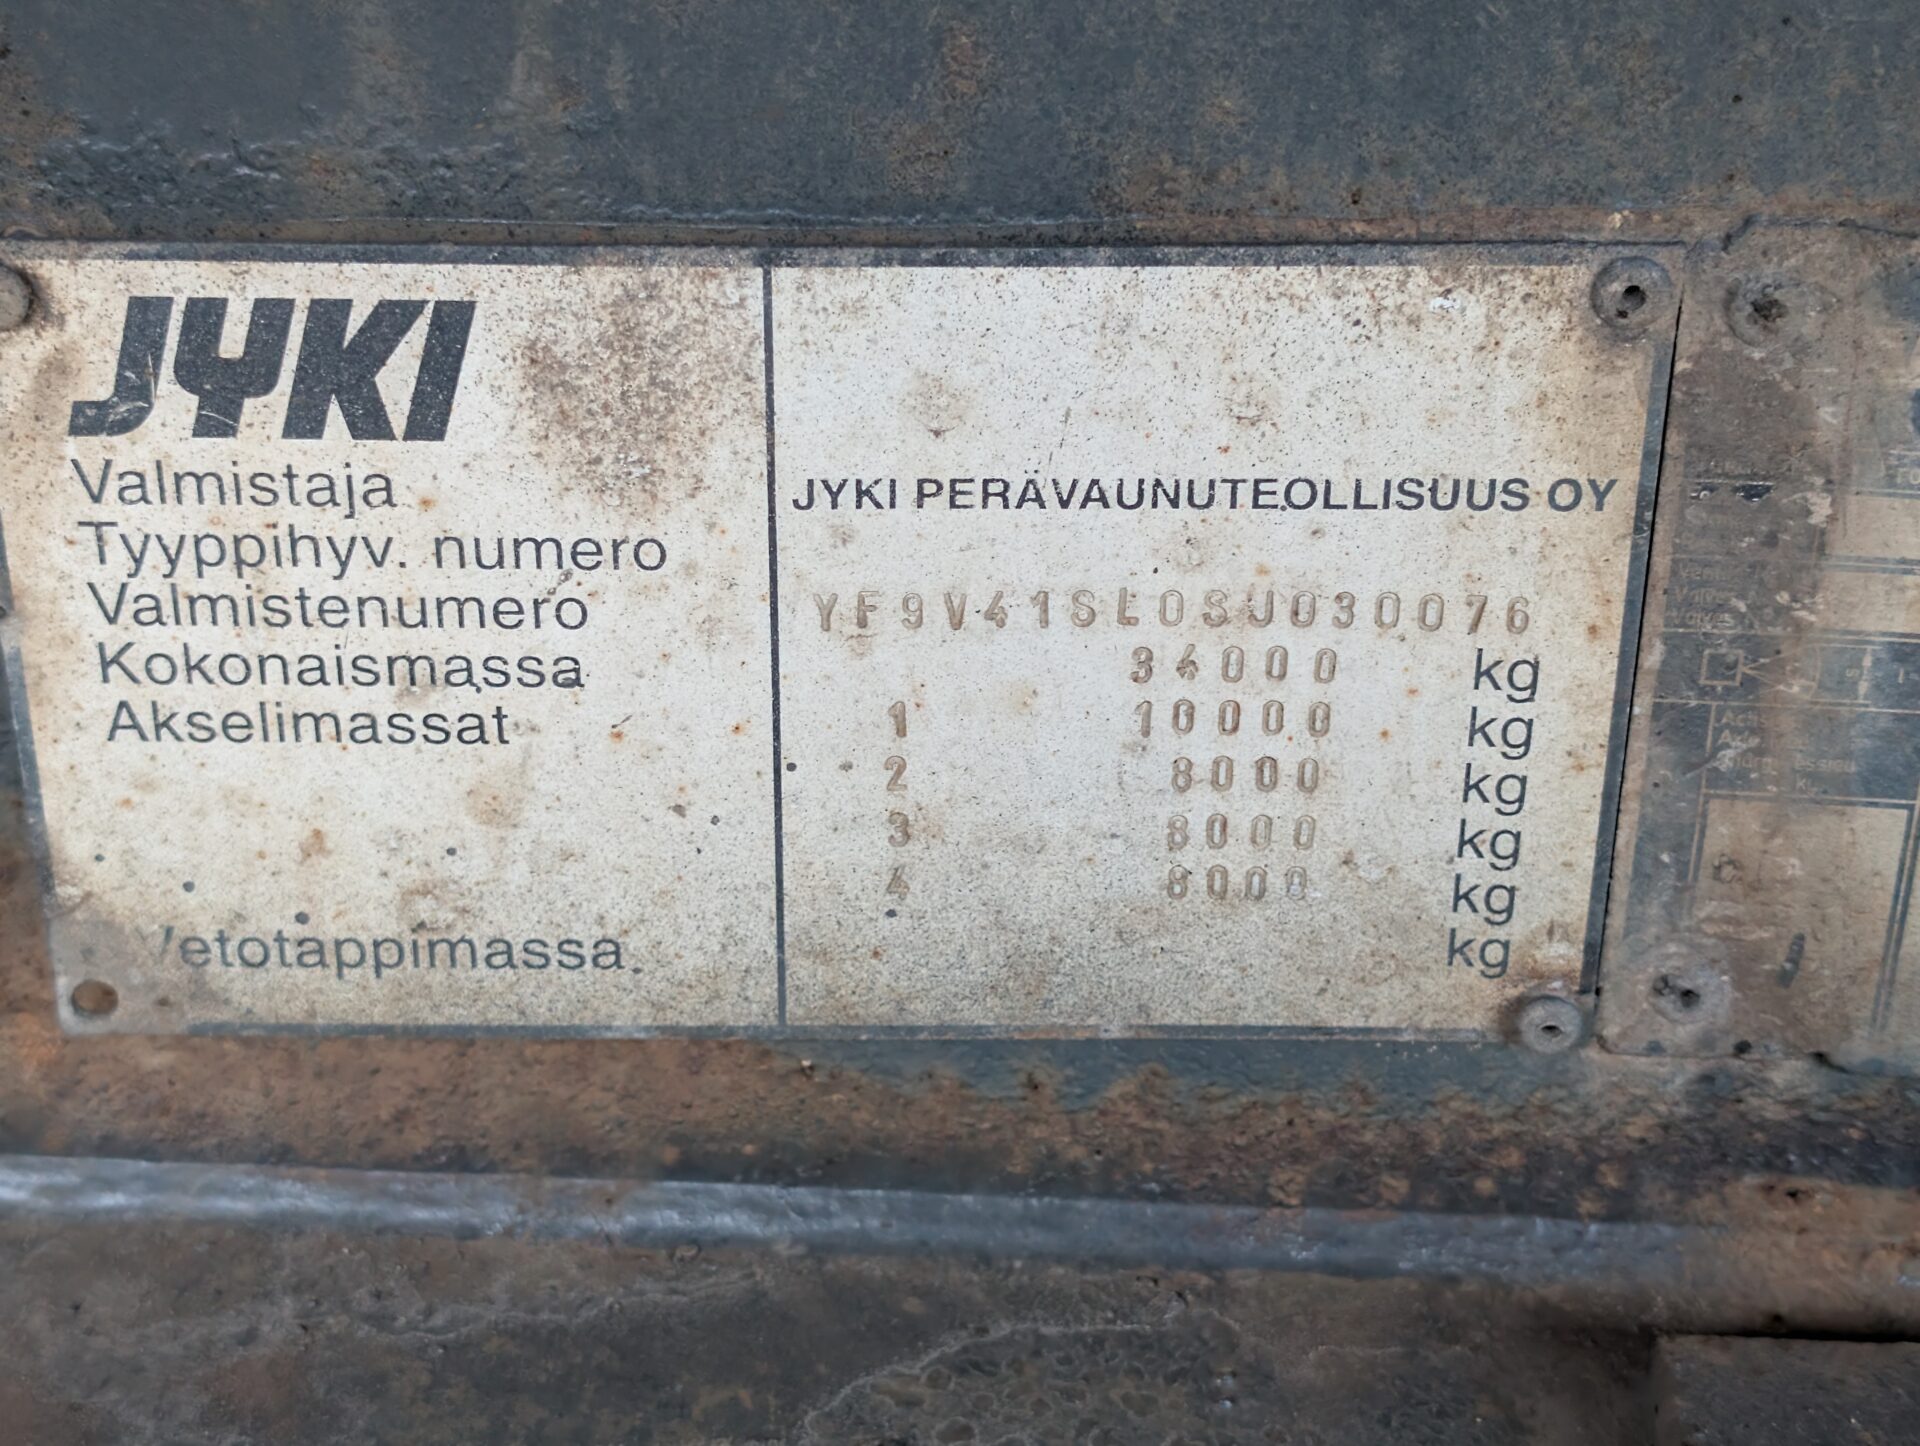 JYKI
Valmistaja JYKI PERÄVAUNUTEOLLISUUS OY
Tyyppihyv. numero
Valmistenumero YF9V41SL0SJ030076
Kokonaismassa 34000 kg
Akselimassat 1 10000 kg
2 8000 kg
3 8000 kg
4 8000 kg
Vetotappimassa kg